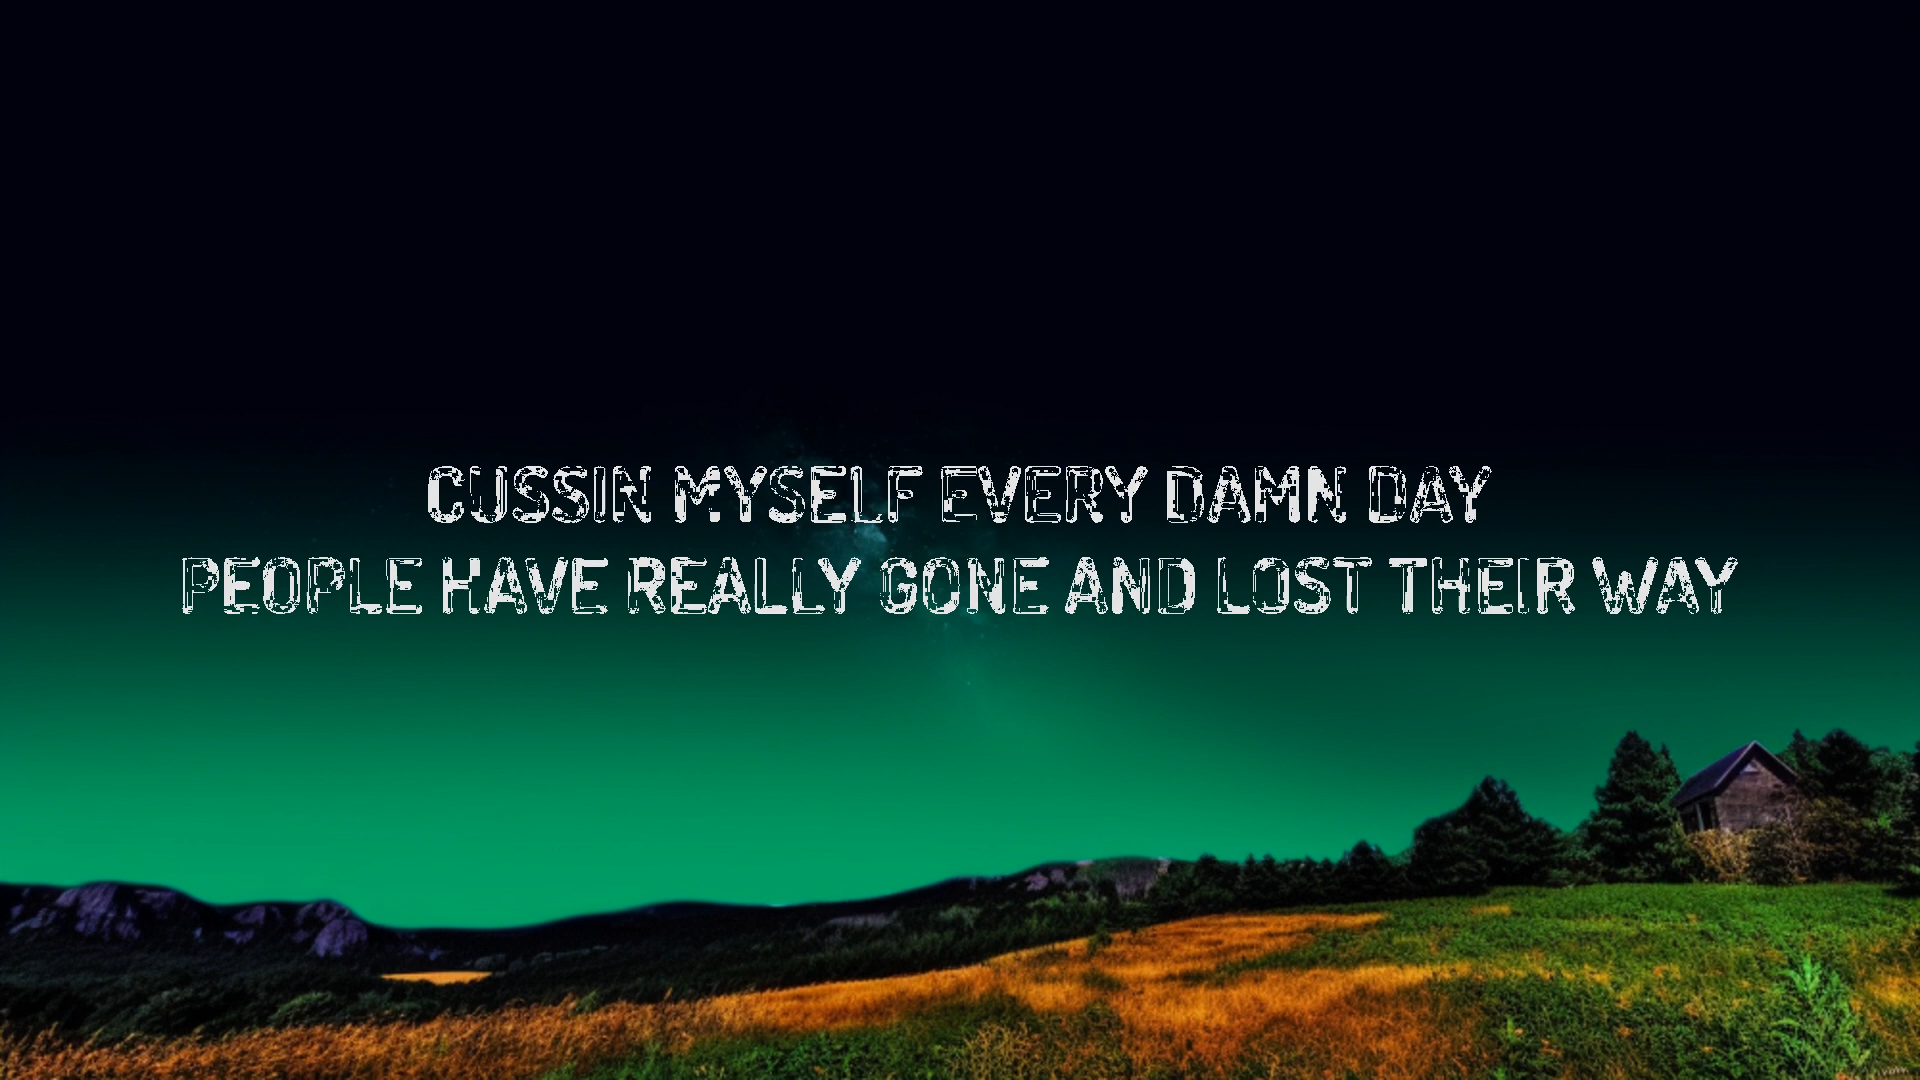 CUSSIN MYSELF EVERY DAMN DAY
PEOPLE HAVE REALLY GONE AND LOST THEIR WAY